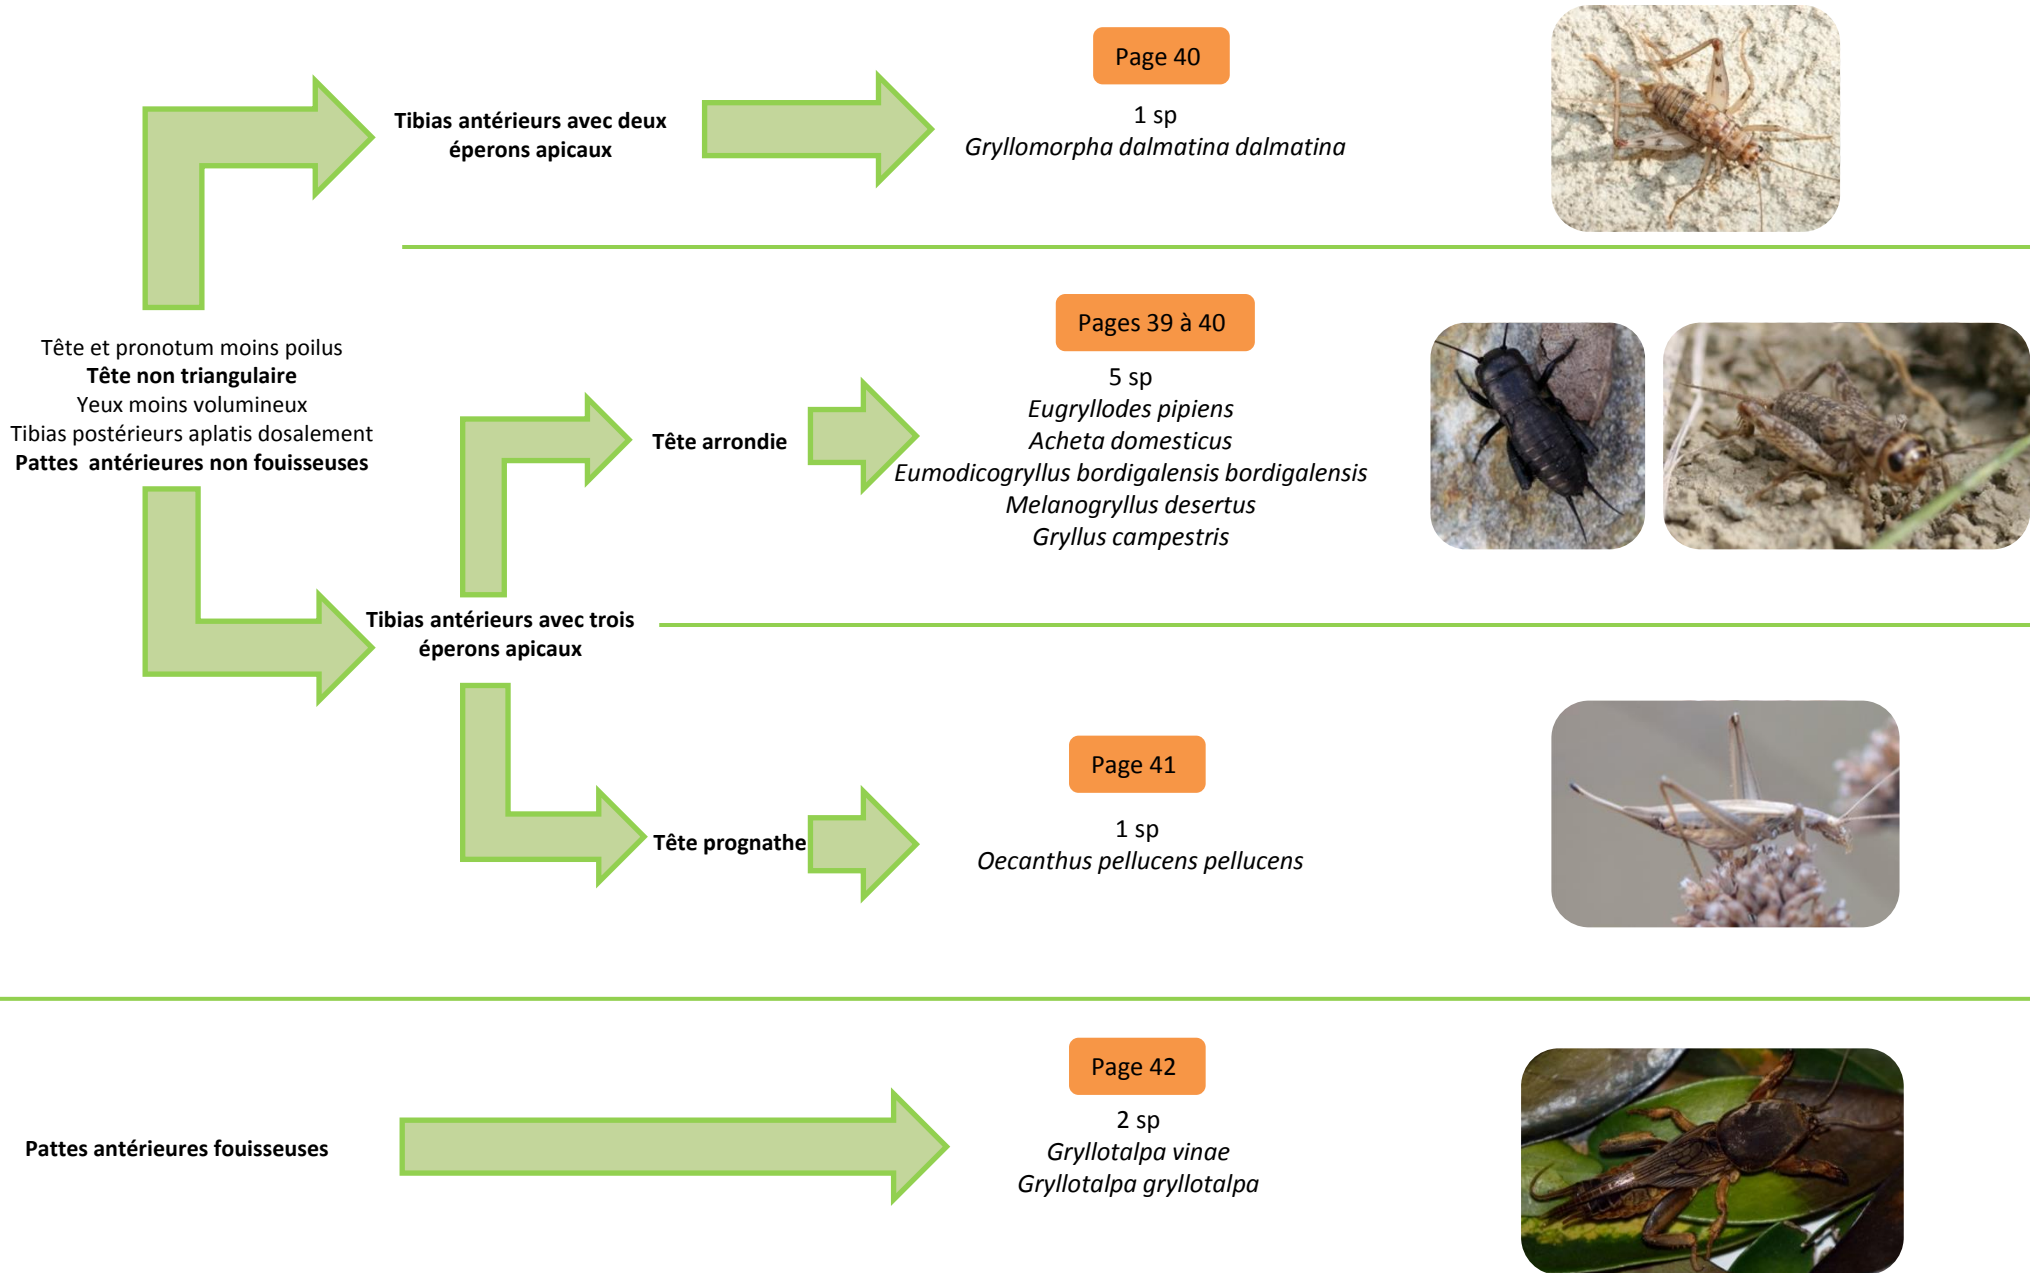 Page 40
1 sp
Gryllomorpha dalmatina dalmatina
Tibias antérieurs avec deux
éperons apicaux
Tête et pronotum moins poilus
Tête non triangulaire
Yeux moins volumineux
Tibias postérieurs aplatis dosalement
Pattes antérieures non fouisseuses
Pages 39 à 40
5 sp
Eugryllodes pipiens
Acheta domesticus
Eumodicogryllus bordigalensis bordigalensis
Melanogryllus desertus
Gryllus campestris
Tête arrondie
Tibias antérieurs avec trois
éperons apicaux
Page 41
1 sp
Oecanthus pellucens pellucens
Tête prognathe
Page 42
2 sp
Gryllotalpa vinae
Gryllotalpa gryllotalpa
Pattes antérieures fouisseuses